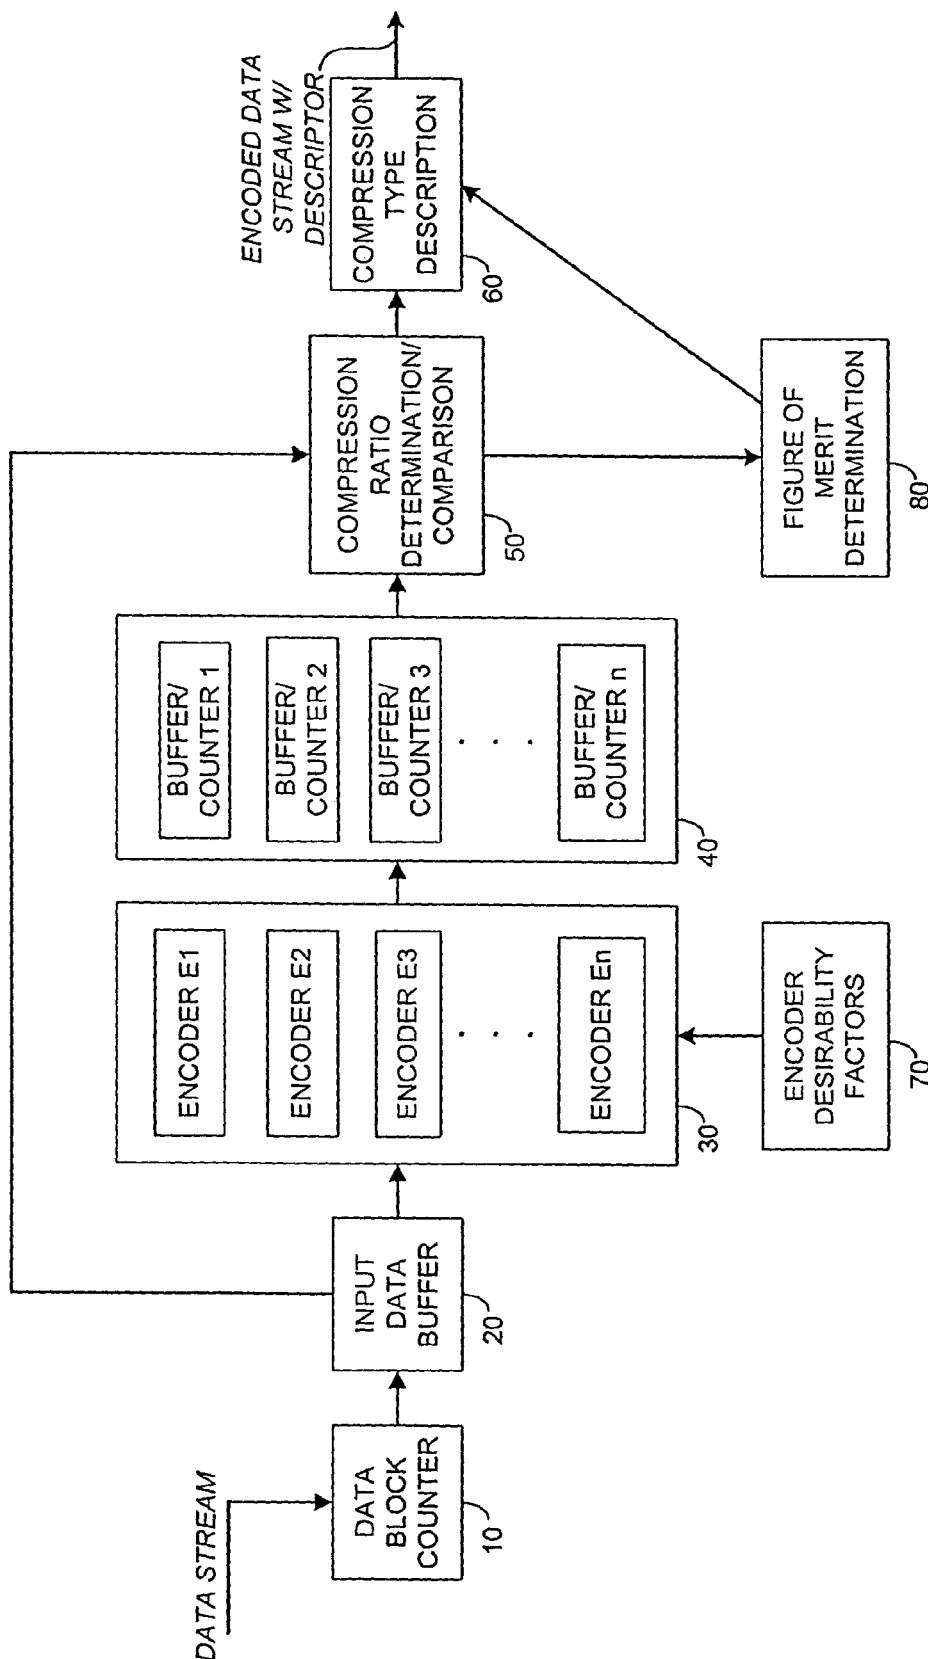 DATA STREAM
DATA
BLOCK
COUNTER
10
INPUT
DATA
BUFFER
20
ENCODER E1
ENCODER E2
ENCODER E3
. . .
ENCODER En
30
ENCODER
DESIRABILITY
FACTORS
70
BUFFER/
COUNTER 1
BUFFER/
COUNTER 2
BUFFER/
COUNTER 3
. . .
BUFFER/
COUNTER n
40
COMPRESSION
RATIO
DETERMINATION/
COMPARISON
50
FIGURE OF
MERIT
DETERMINATION
80
COMPRESSION
TYPE
DESCRIPTION
60
ENCODED DATA
STREAM W/
DESCRIPTOR